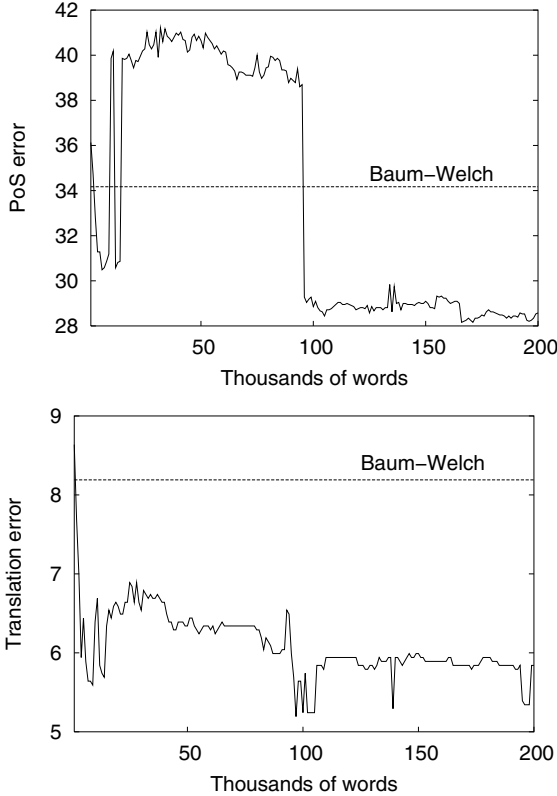 42
40
38
36
34
32
30
28
PoS error
Baum−Welch
50 100 150 200
Thousands of words
9
8
7
6
5
Translation error
Baum−Welch
50 100 150 200
Thousands of words